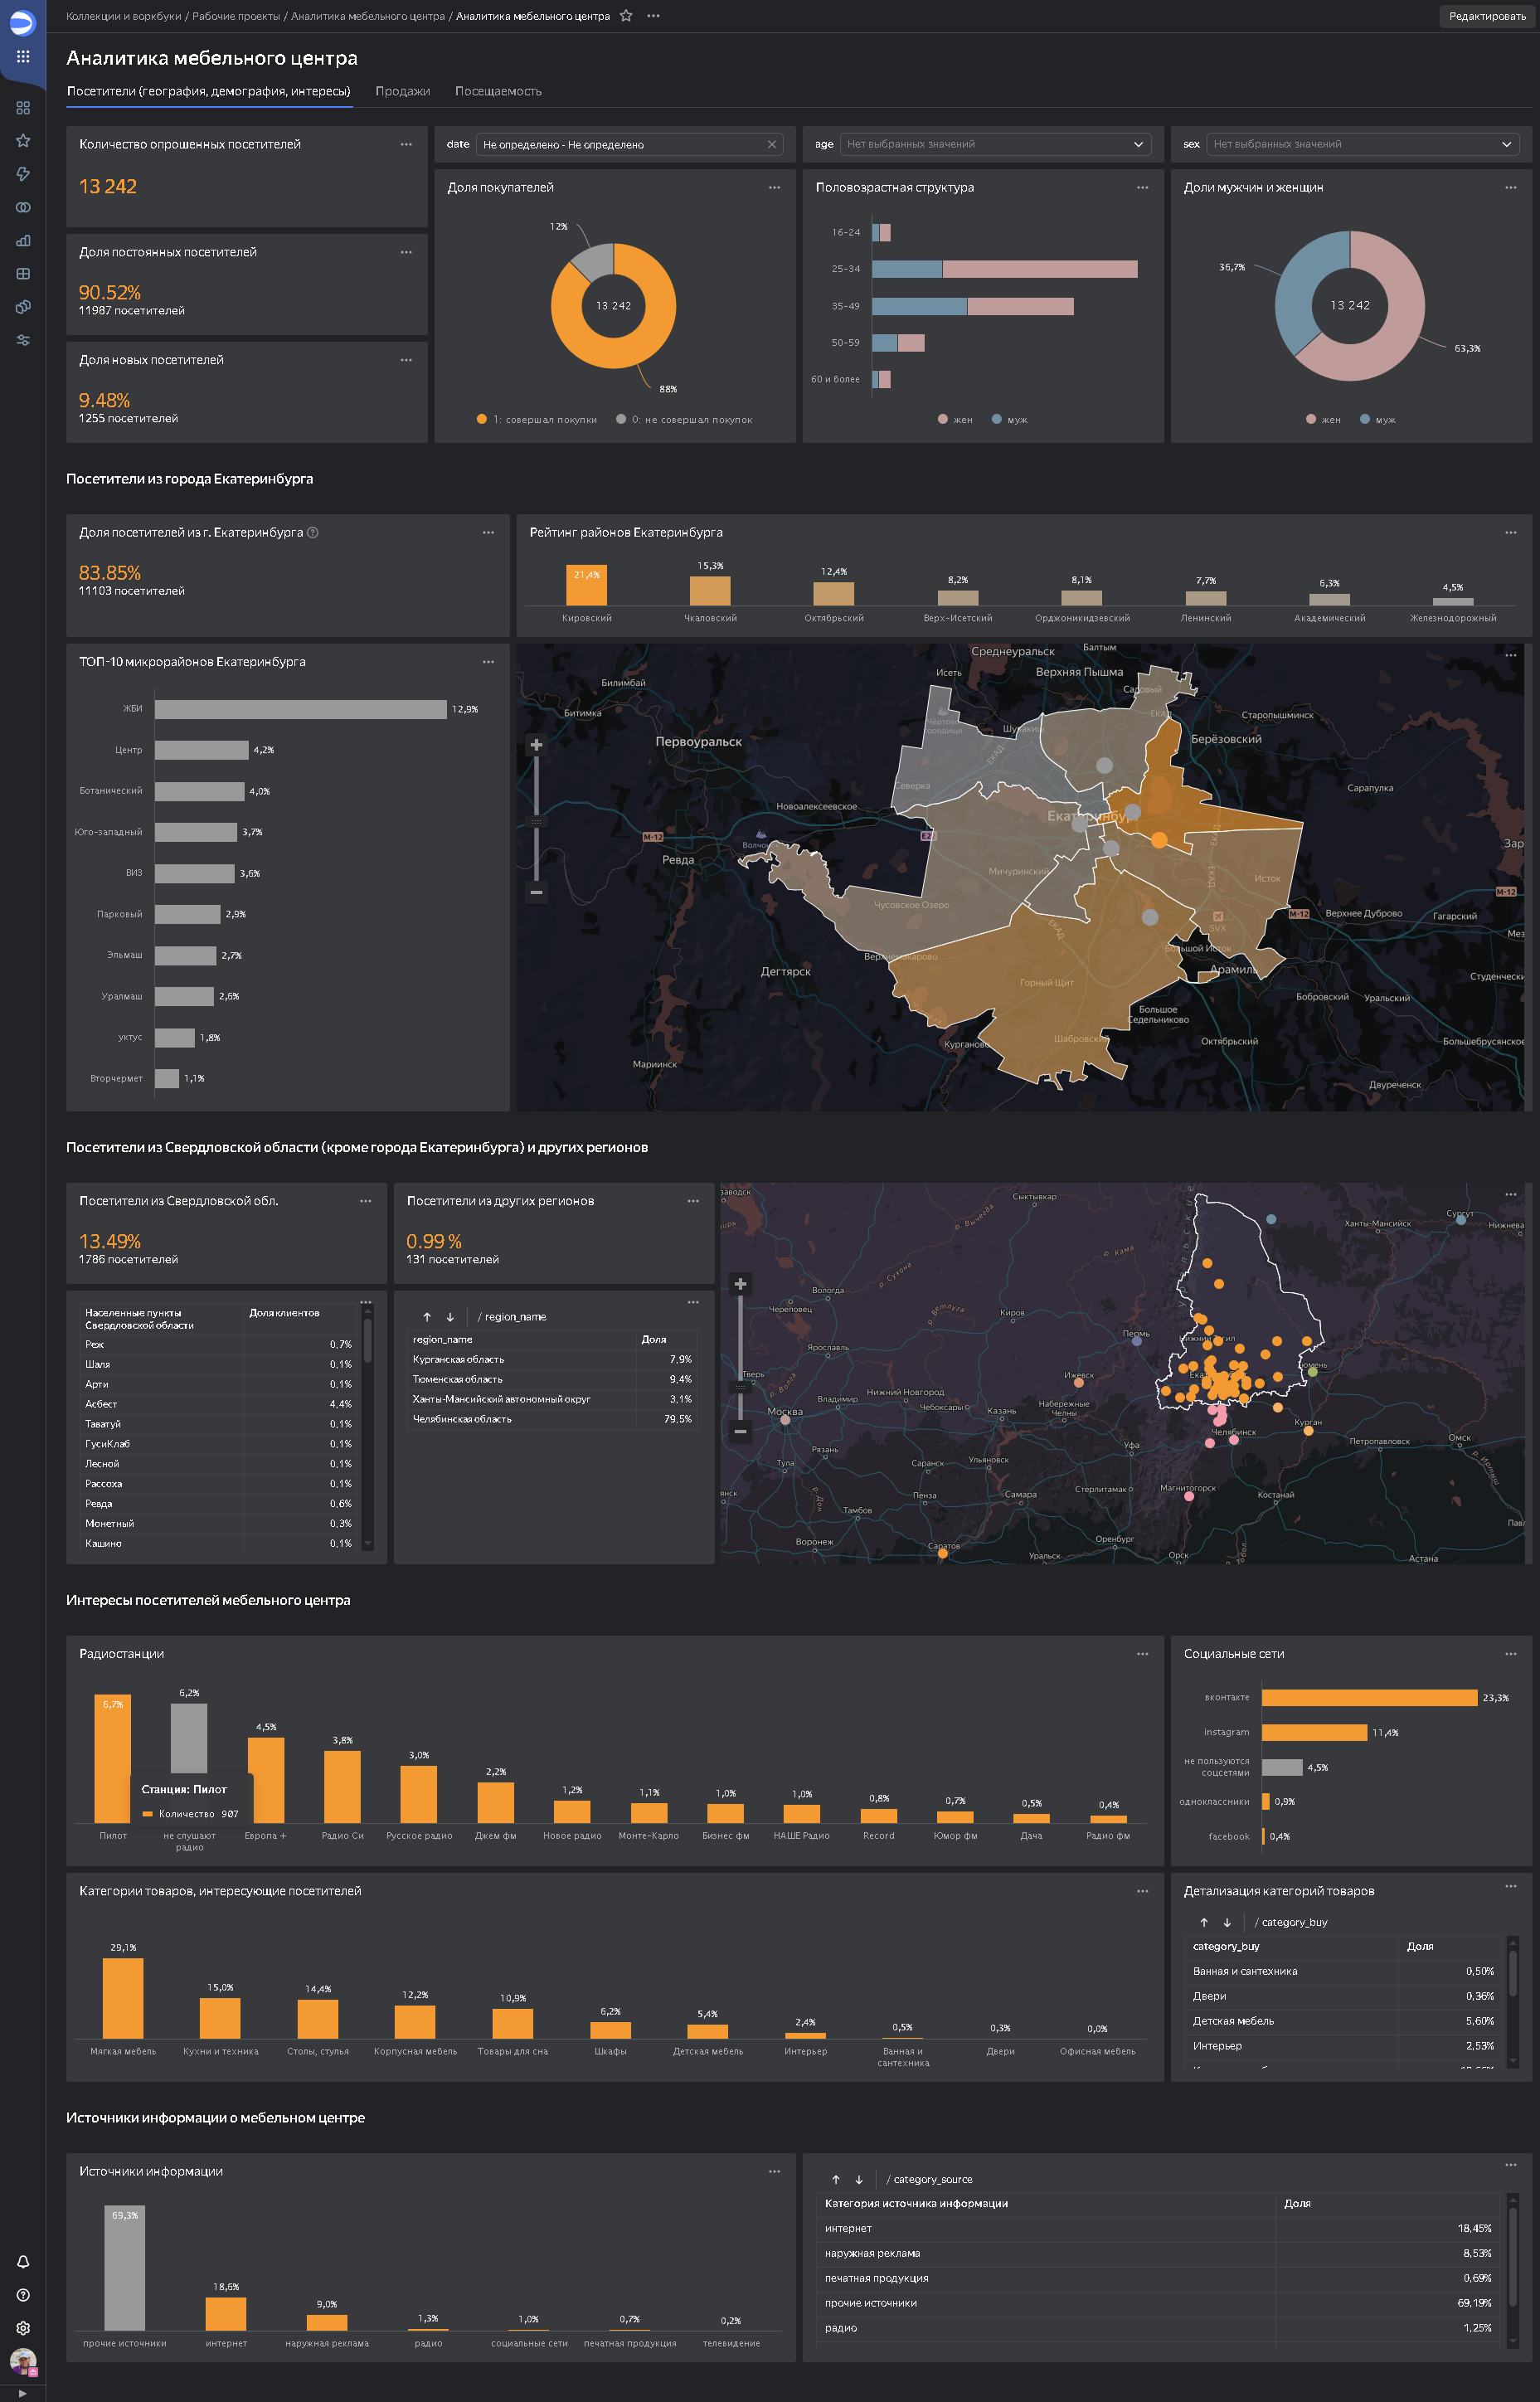 Коллекции и воркбуки / Рабочие проекты / Аналитика мебельного центра / Аналитика мебельного центра
Редактировать
Аналитика мебельного центра
Посетители (география, демография, интересы)
Продажи
Посещаемость
Количество опрошенных посетителей
13 242
Доля постоянных посетителей
90.52%
11987 посетителей
Доля новых посетителей
9.48%
1255 посетителей
date
Не определено - Не определено
age
Нет выбранных значений
sex
Нет выбранных значений
Доля покупателей
12%
13 242
88%
1: совершал покупки
0: не совершал покупок
Половозрастная структура
16-24
25-34
35-49
50-59
60 и более
жен
муж
Доли мужчин и женщин
36,7%
13 242
63,3%
жен
муж
Посетители из города Екатеринбурга
Доля посетителей из г. Екатеринбурга
83.85%
11103 посетителей
Рейтинг районов Екатеринбурга
21,4%
15,3%
12,4%
8,2%
8,1%
7,7%
6,3%
4,5%
Кировский
Чкаловский
Октябрьский
Верх-Исетский
Орджоникидзевский
Ленинский
Академический
Железнодорожный
ТОП-10 микрорайонов Екатеринбурга
ЖБИ
12,9%
Центр
4,2%
Ботанический
4,0%
Юго-западный
3,7%
ВИЗ
3,6%
Парковый
2,9%
Эльмаш
2,7%
Уралмаш
2,6%
уктус
1,8%
Вторчермет
1,1%
Среднеуральск
Балтым
Исеть
Верхняя Пышма
Билимбай
Садовый
Битимка
Старопышминск
Первоуральск
Берёзовский
ЕКАД
Северка
Сарапулка
Новоалексеевское
M-12
Ревда
Мичуринский
Исток
M-12
Чусовское Озеро
M-12
Верхнее Дуброво
Гагарский
SVX
ЕКАД
Большой Исток
Верхнемакарово
Дегтярск
Арамиль
Горный Щит
Бобровский
Уральский
Большое
Седельниково
Курганово
Октябрьский
Мариинск
Двуреченск
Посетители из Свердловской области (кроме города Екатеринбурга) и других регионов
Посетители из Свердловской обл.
13.49%
1786 посетителей
Посетители из других регионов
0.99 %
131 посетителей
Населенные пункты
Свердловской области
Доля клиентов
Реж
0,7%
Шаля
0,1%
Арти
0,1%
Асбест
4,4%
Таватуй
0,1%
ГусиКлаб
0,1%
Лесной
0,1%
Рассоха
0,1%
Ревда
0,6%
Монетный
0,3%
Кашино
0,1%
/ region_name
region_name
Доля
Курганская область
7,9%
Тюменская область
9,4%
Ханты-Мансийский автономный округ
3,1%
Челябинская область
79,5%
Сыктывкар
Сургут
Ханты-Мансийск
р. Вычегда
р. Кама
р. Сухона
Вологда
Череповец
р. Ветлуга
Киров
Пермь
Ярославль
Тверь
Ижевск
р. Волга
Нижний Новгород
Владимир
Чебоксары
Набережные
Челны
Москва
Казань
Курган
Челябинск
Рязань
Уфа
Петропавловск
Омск
Тула
Саранск
Ульяновск
р. Иртыш
Стерлитамак
Магнитогорск
Пенза
Самара
Костанай
р. Дон
Тамбов
Воронеж
Саратов
Оренбург
Уральск
Орск
Астана
Интересы посетителей мебельного центра
Радиостанции
6,7%
6,2%
4,5%
3,8%
3,0%
2,2%
1,2%
1,1%
1,0%
1,0%
0,8%
0,7%
0,5%
0,4%
Станция: Пилот
Количество 907
Пилот
не слушают
радио
Европа +
Радио Си
Русское радио
Джем фм
Новое радио
Монте-Карло
Бизнес фм
НАШЕ Радио
Record
Юмор фм
Дача
Радио фм
Социальные сети
вконтакте
23,3%
instagram
11,4%
не пользуются
соцсетями
4,5%
одноклассники
0,9%
facebook
0,4%
Категории товаров, интересующие посетителей
29,1%
15,0%
14,4%
12,2%
10,9%
6,2%
5,4%
2,4%
0,5%
0,3%
0,0%
Мягкая мебель
Кухни и техника
Столы, стулья
Корпусная мебель
Товары для сна
Шкафы
Детская мебель
Интерьер
Ванная и
сантехника
Двери
Офисная мебель
Детализация категорий товаров
/ category_buy
category_buy
Доля
Ванная и сантехника
0,50%
Двери
0,36%
Детская мебель
5,60%
Интерьер
2,53%
Источники информации о мебельном центре
Источники информации
69,3%
18,6%
9,0%
1,3%
1,0%
0,7%
0,2%
прочие источники
интернет
наружная реклама
радио
социальные сети
печатная продукция
телевидение
/ category_source
Категория источника информации
Доля
интернет
18,45%
наружная реклама
8,53%
печатная продукция
0,69%
прочие источники
69,19%
радио
1,25%